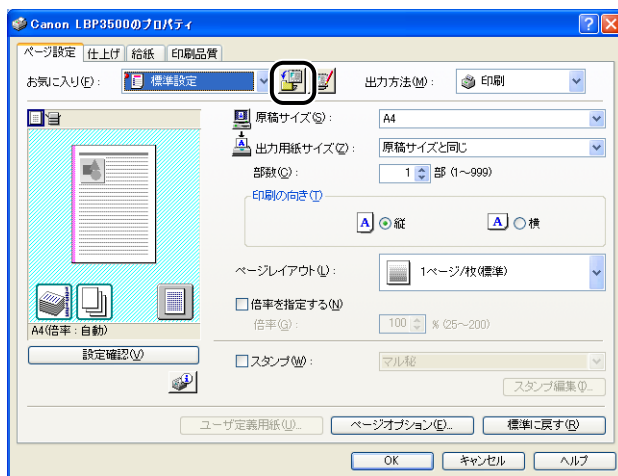 Canon LBP3500のプロパティ
ページ設定 仕上げ 給紙 印刷品質
お気に入り(F): 標準設定 出力方法(M): 印刷
原稿サイズ(S): A4
出力用紙サイズ(Z): 原稿サイズと同じ
部数(C): 1 部 (1~999)
印刷の向き(T)
A 縦 A 横
ページレイアウト(L): 1ページ/枚(標準)
倍率を指定する(N)
倍率(G): 100 % (25~200)
A4(倍率:自動)
設定確認(V)
スタンプ(W): マル秘
スタンプ編集(I)...
ユーザ定義用紙(U)... ページオプション(E)... 標準に戻す(R)
OK キャンセル ヘルプ